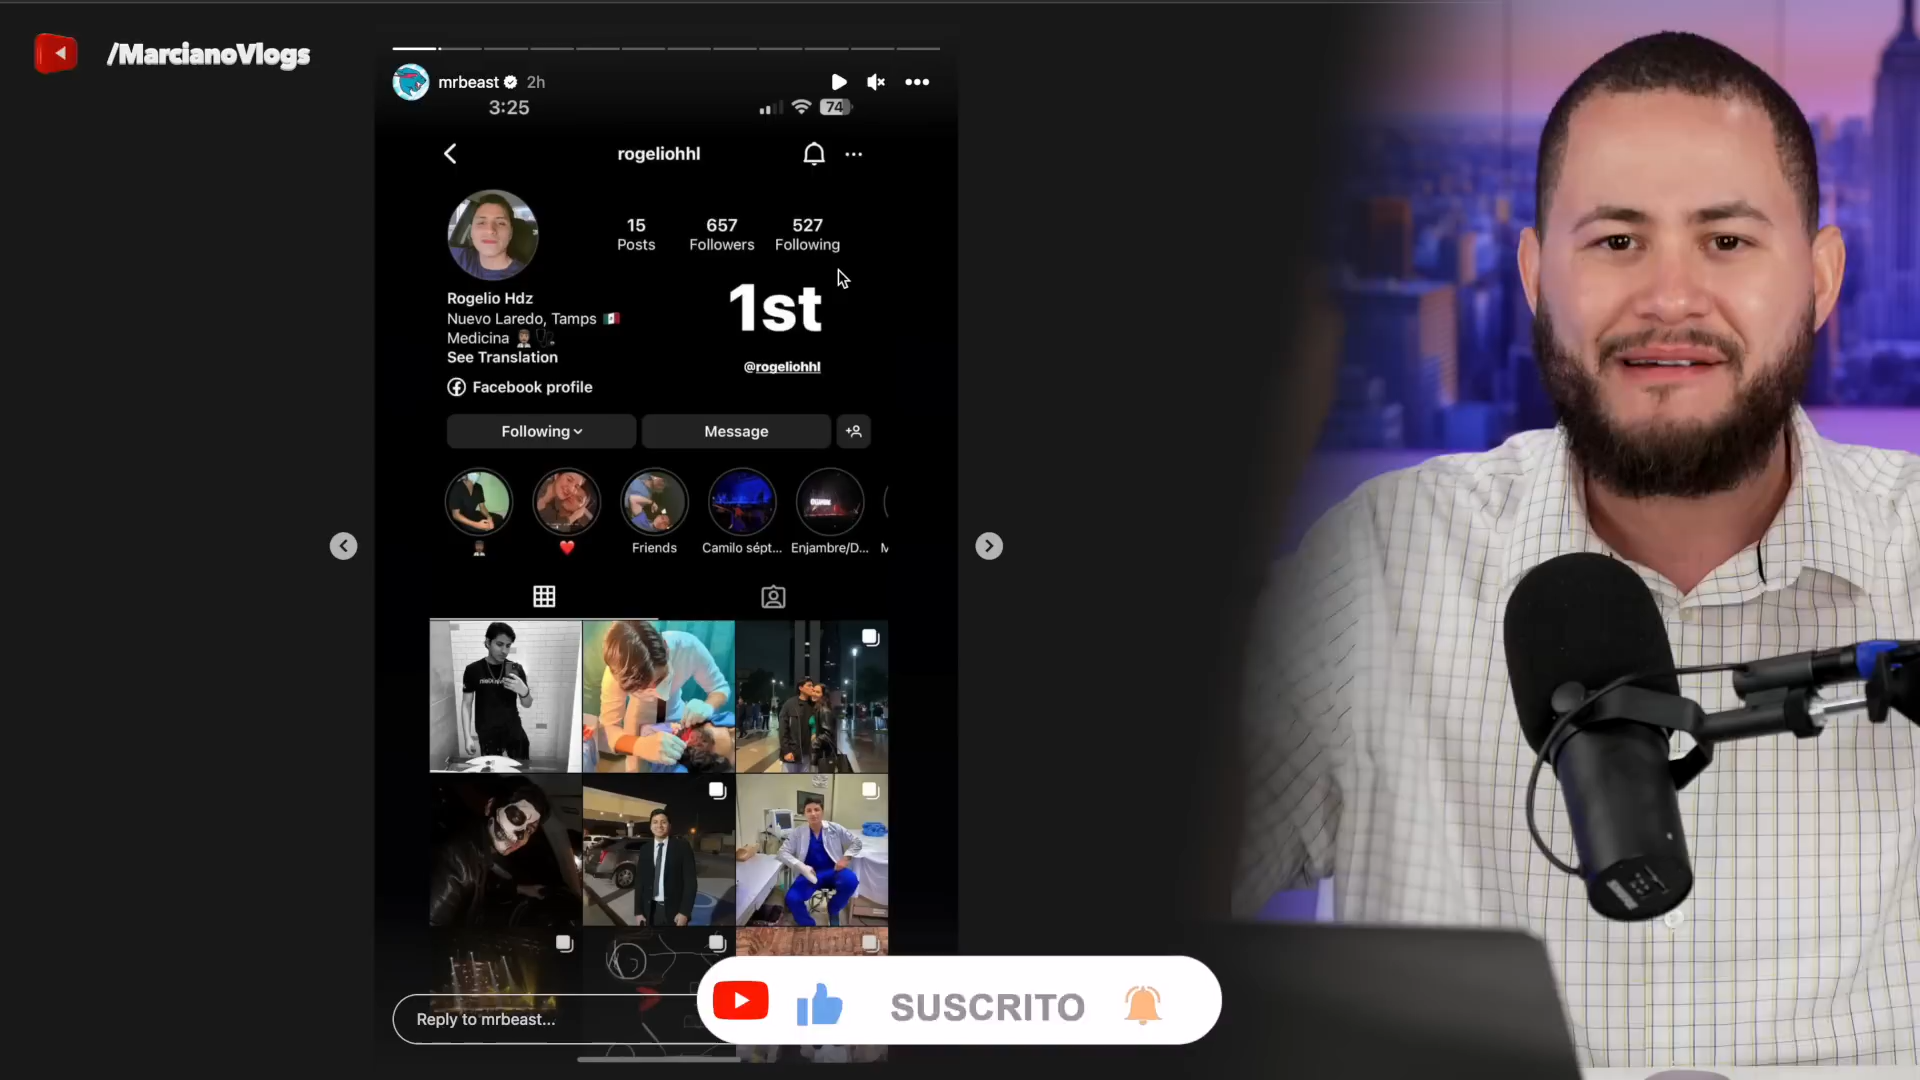 /MarcianoVlogs
mrbeast 2h
3:25
74
rogeliohhl
15 657 527
Posts Followers Following
1st
@rogeliohhl
Rogelio Hdz
Nuevo Laredo, Tamps
Medicina
See Translation
Facebook profile
Following Message
Friends Camilo sépt... Enjambre/D... M
Reply to mrbeast...
SUSCRITO